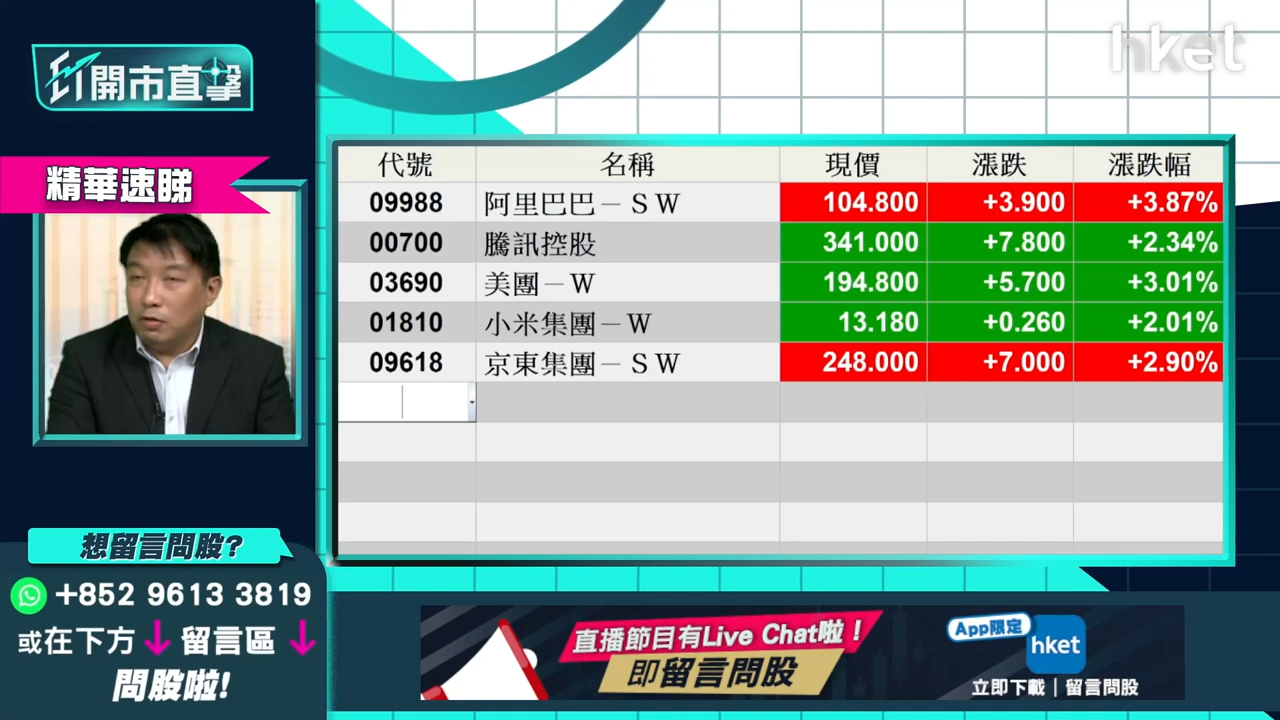 ET開市直擊
hket
精華速睇
代號 名稱 現價 漲跌 漲跌幅
09988 阿里巴巴－ＳＷ 104.800 +3.900 +3.87%
00700 騰訊控股 341.000 +7.800 +2.34%
03690 美團－W 194.800 +5.700 +3.01%
01810 小米集團－W 13.180 +0.260 +2.01%
09618 京東集團－ＳＷ 248.000 +7.000 +2.90%
想留言問股?
+852 9613 3819
或在下方↓留言區↓
問股啦!
直播節目有Live Chat啦！
即留言問股
App限定
hket
立即下載｜留言問股